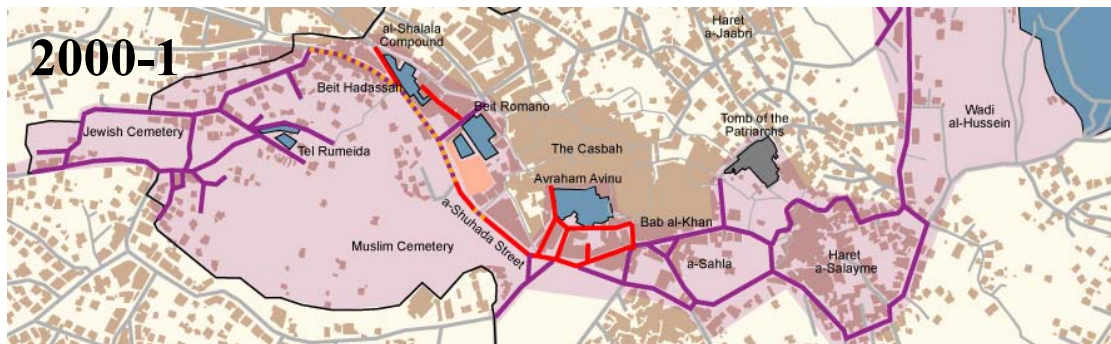 2000-1
al-Shalala
Compound
Haret
a-Jaabri
Beit Hadassah
Beit Romano
Jewish Cemetery
Tel Rumeida
The Casbah
Tomb of the
Patriarchs
Wadi
al-Hussein
Avraham Avinu
a-Shuhada Street
Bab al-Khan
Muslim Cemetery
a-Sahla
Haret
a-Salayme